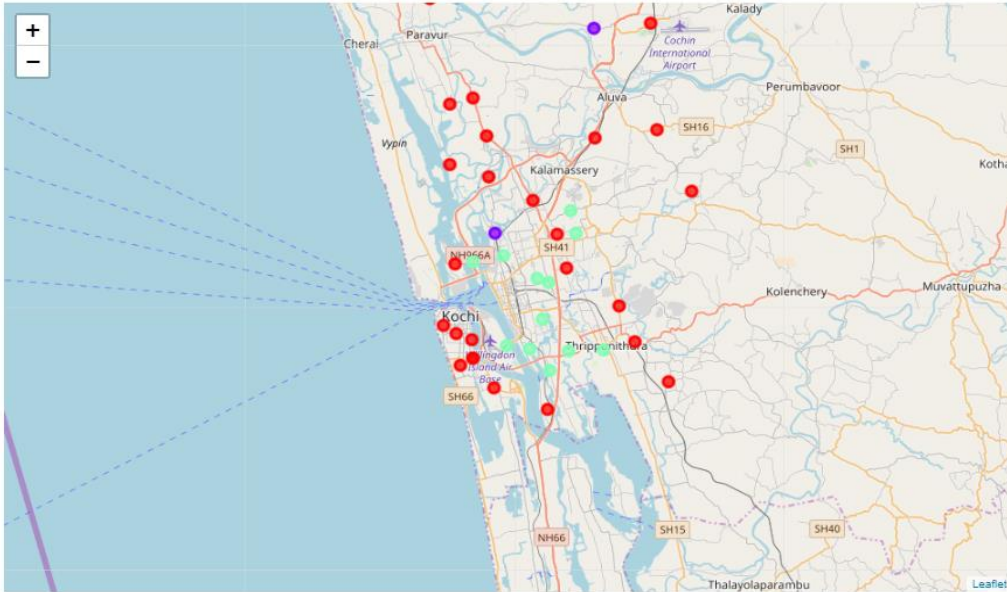 +
−
Kalady
Paravur
Cherai
Cochin
International
Airport
Aluva
Perumbavoor
SH16
Vypin
SH1
Kotha
Kalamassery
NH966A
SH41
Muvattupuzha
Kolenchery
Kochi
Thrippunithura
Island Air
Base
SH66
NH66
SH15
SH40
Thalayolaparambu
Leaflet